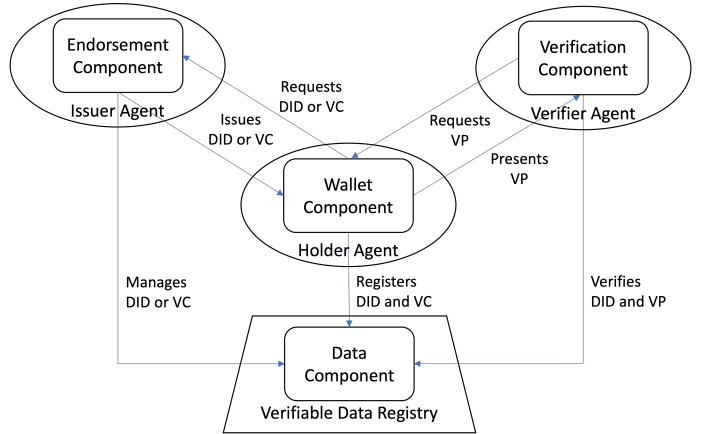 Endorsement
Component
Issuer Agent
Verification
Component
Verifier Agent
Requests
DID or VC
Issues
DID or VC
Requests
VP
Presents
VP
Wallet
Component
Holder Agent
Manages
DID or VC
Registers
DID and VC
Verifies
DID and VP
Data
Component
Verifiable Data Registry